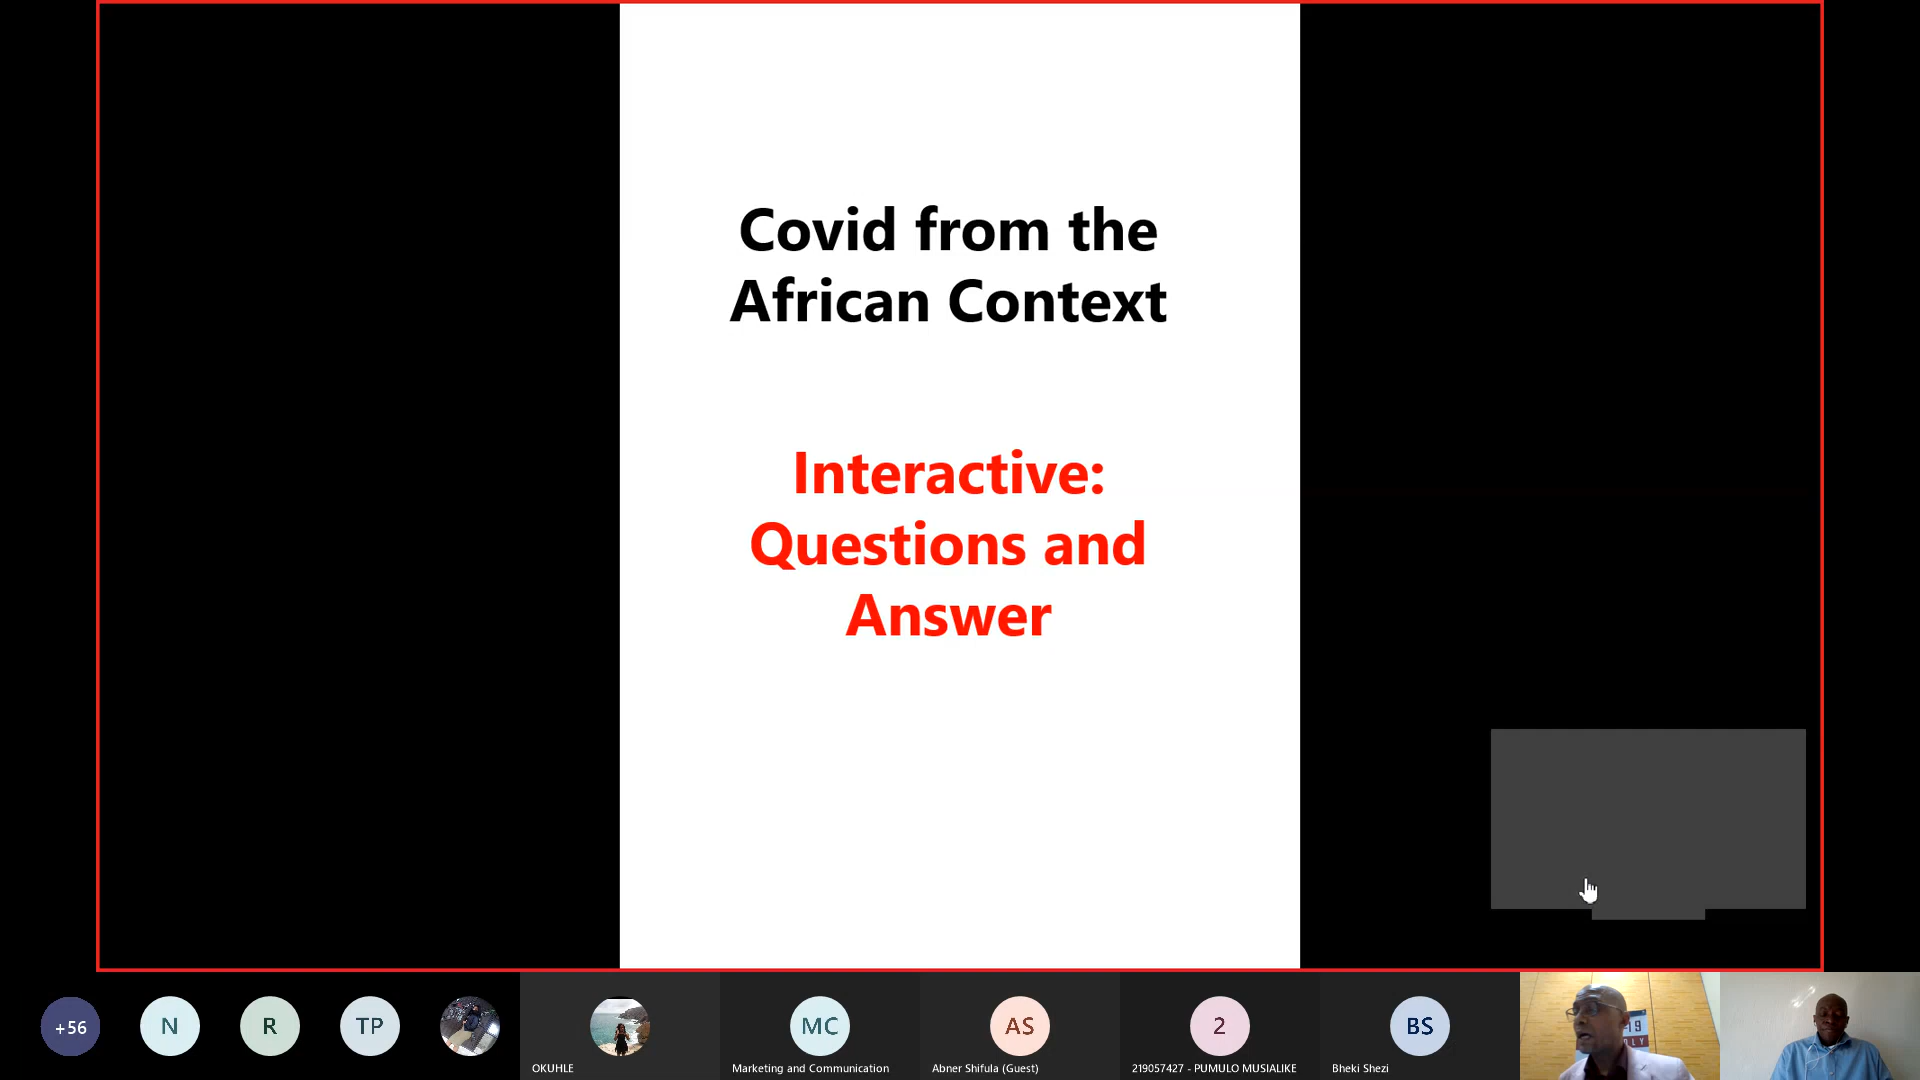 Covid from the
African Context
Interactive:
Questions and
Answer
+56
N
R
TP
OKUHLE
MC
Marketing and Communication
AS
Abner Shifula (Guest)
2
219057427 - PUMULO MUSIALIKE
BS
Bheki Shezi